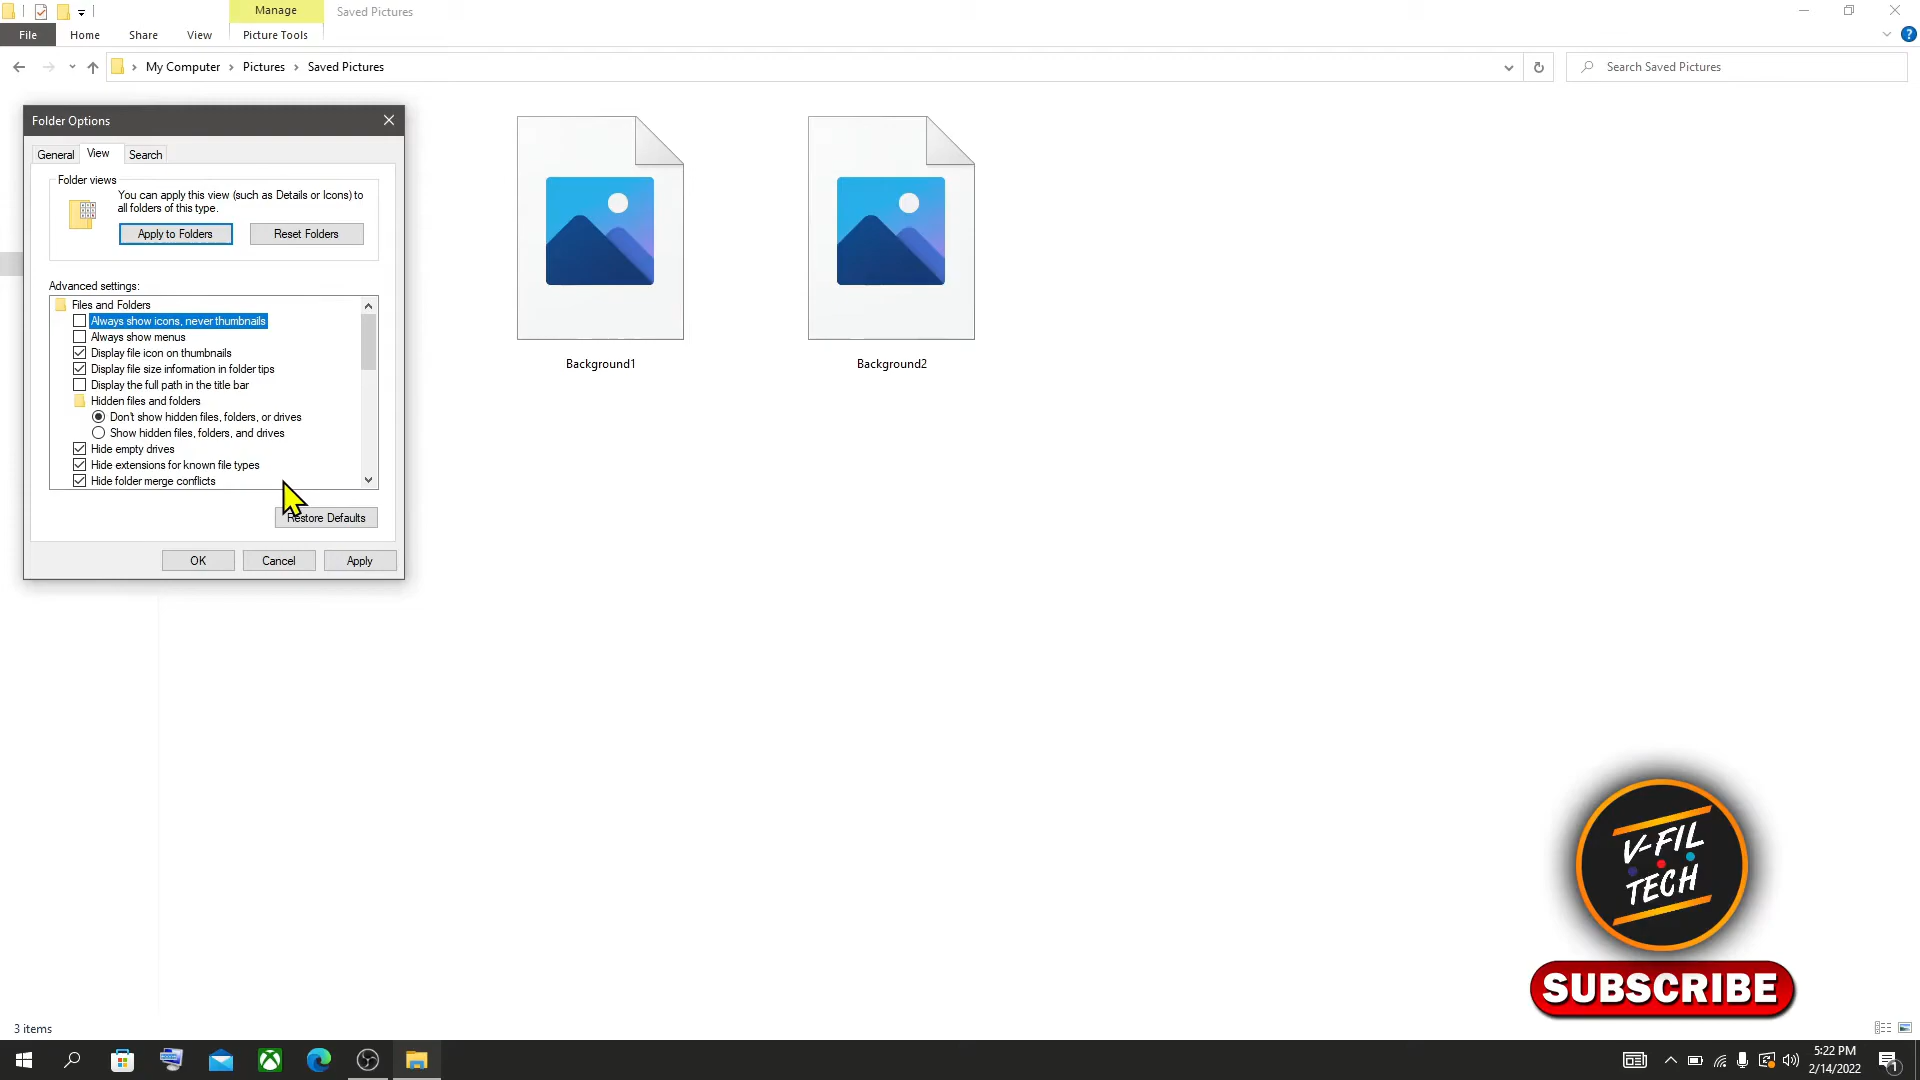 Manage
Saved Pictures
File
Home
Share
View
Picture Tools
My Computer
Pictures
Saved Pictures
Search Saved Pictures
Folder Options
General
View
Search
Folder views
You can apply this view (such as Details or Icons) to
all folders of this type.
Apply to Folders
Reset Folders
Advanced settings:
Files and Folders
Always show icons, never thumbnails
Always show menus
Display file icon on thumbnails
Display file size information in folder tips
Display the full path in the title bar
Hidden files and folders
Don't show hidden files, folders, or drives
Show hidden files, folders, and drives
Hide empty drives
Hide extensions for known file types
Hide folder merge conflicts
Restore Defaults
OK
Cancel
Apply
Background1
Background2
V-FIL
TECH
SUBSCRIBE
3 items
5:22 PM
2/14/2022
1